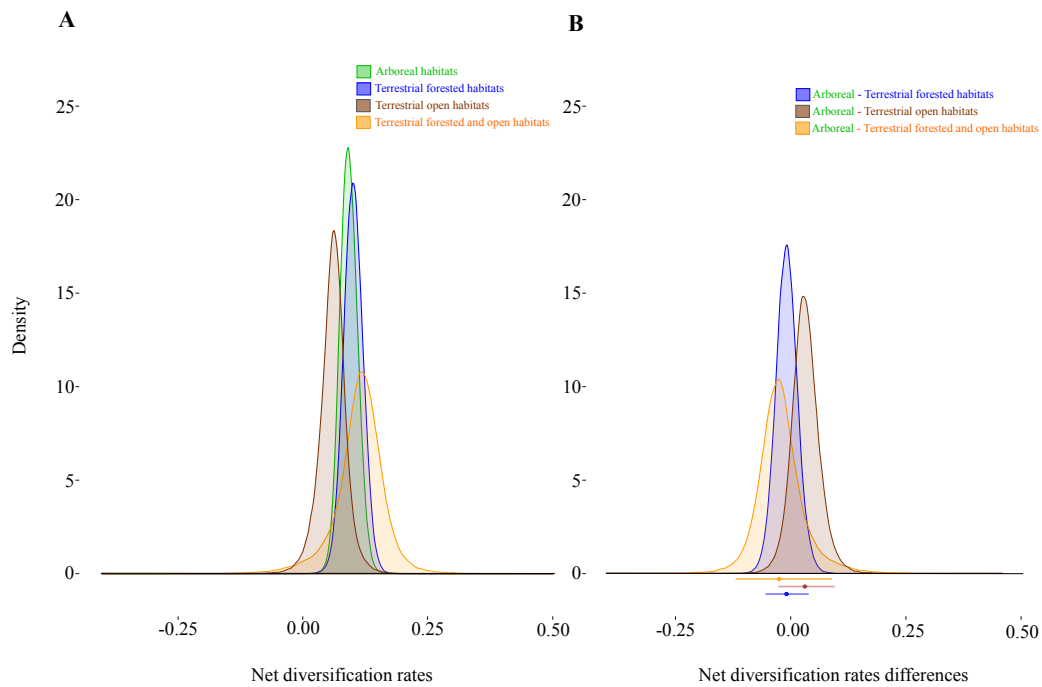 A
Arboreal habitats
Terrestrial forested habitats
Terrestrial open habitats
Terrestrial forested and open habitats
25
20
15
10
5
0
Density
-0.25
0.00
0.25
0.50
Net diversification rates
B
Arboreal - Terrestrial forested habitats
Arboreal - Terrestrial open habitats
Arboreal - Terrestrial forested and open habitats
25
20
15
10
5
0
-0.25
0.00
0.25
0.50
Net diversification rates differences